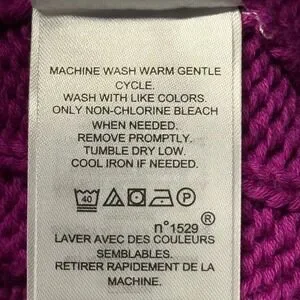 MACHINE WASH WARM GENTLE
CYCLE.
WASH WITH LIKE COLORS.
ONLY NON-CHLORINE BLEACH
WHEN NEEDED.
REMOVE PROMPTLY.
TUMBLE DRY LOW.
COOL IRON IF NEEDED.
40 P
n°1529®
LAVER AVEC DES COULEURS
SEMBLABLES.
RETIRER RAPIDEMENT DE LA
MACHINE.